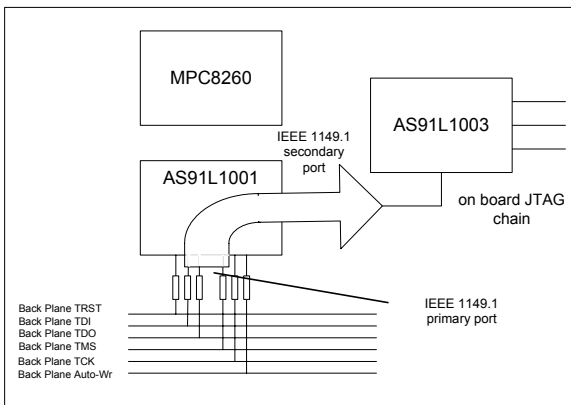 MPC8260
AS91L1003
IEEE 1149.1
secondary
port
AS91L1001
on board JTAG
chain
IEEE 1149.1
primary port
Back Plane TRST
Back Plane TDI
Back Plane TDO
Back Plane TMS
Back Plane TCK
Back Plane Auto-Wr